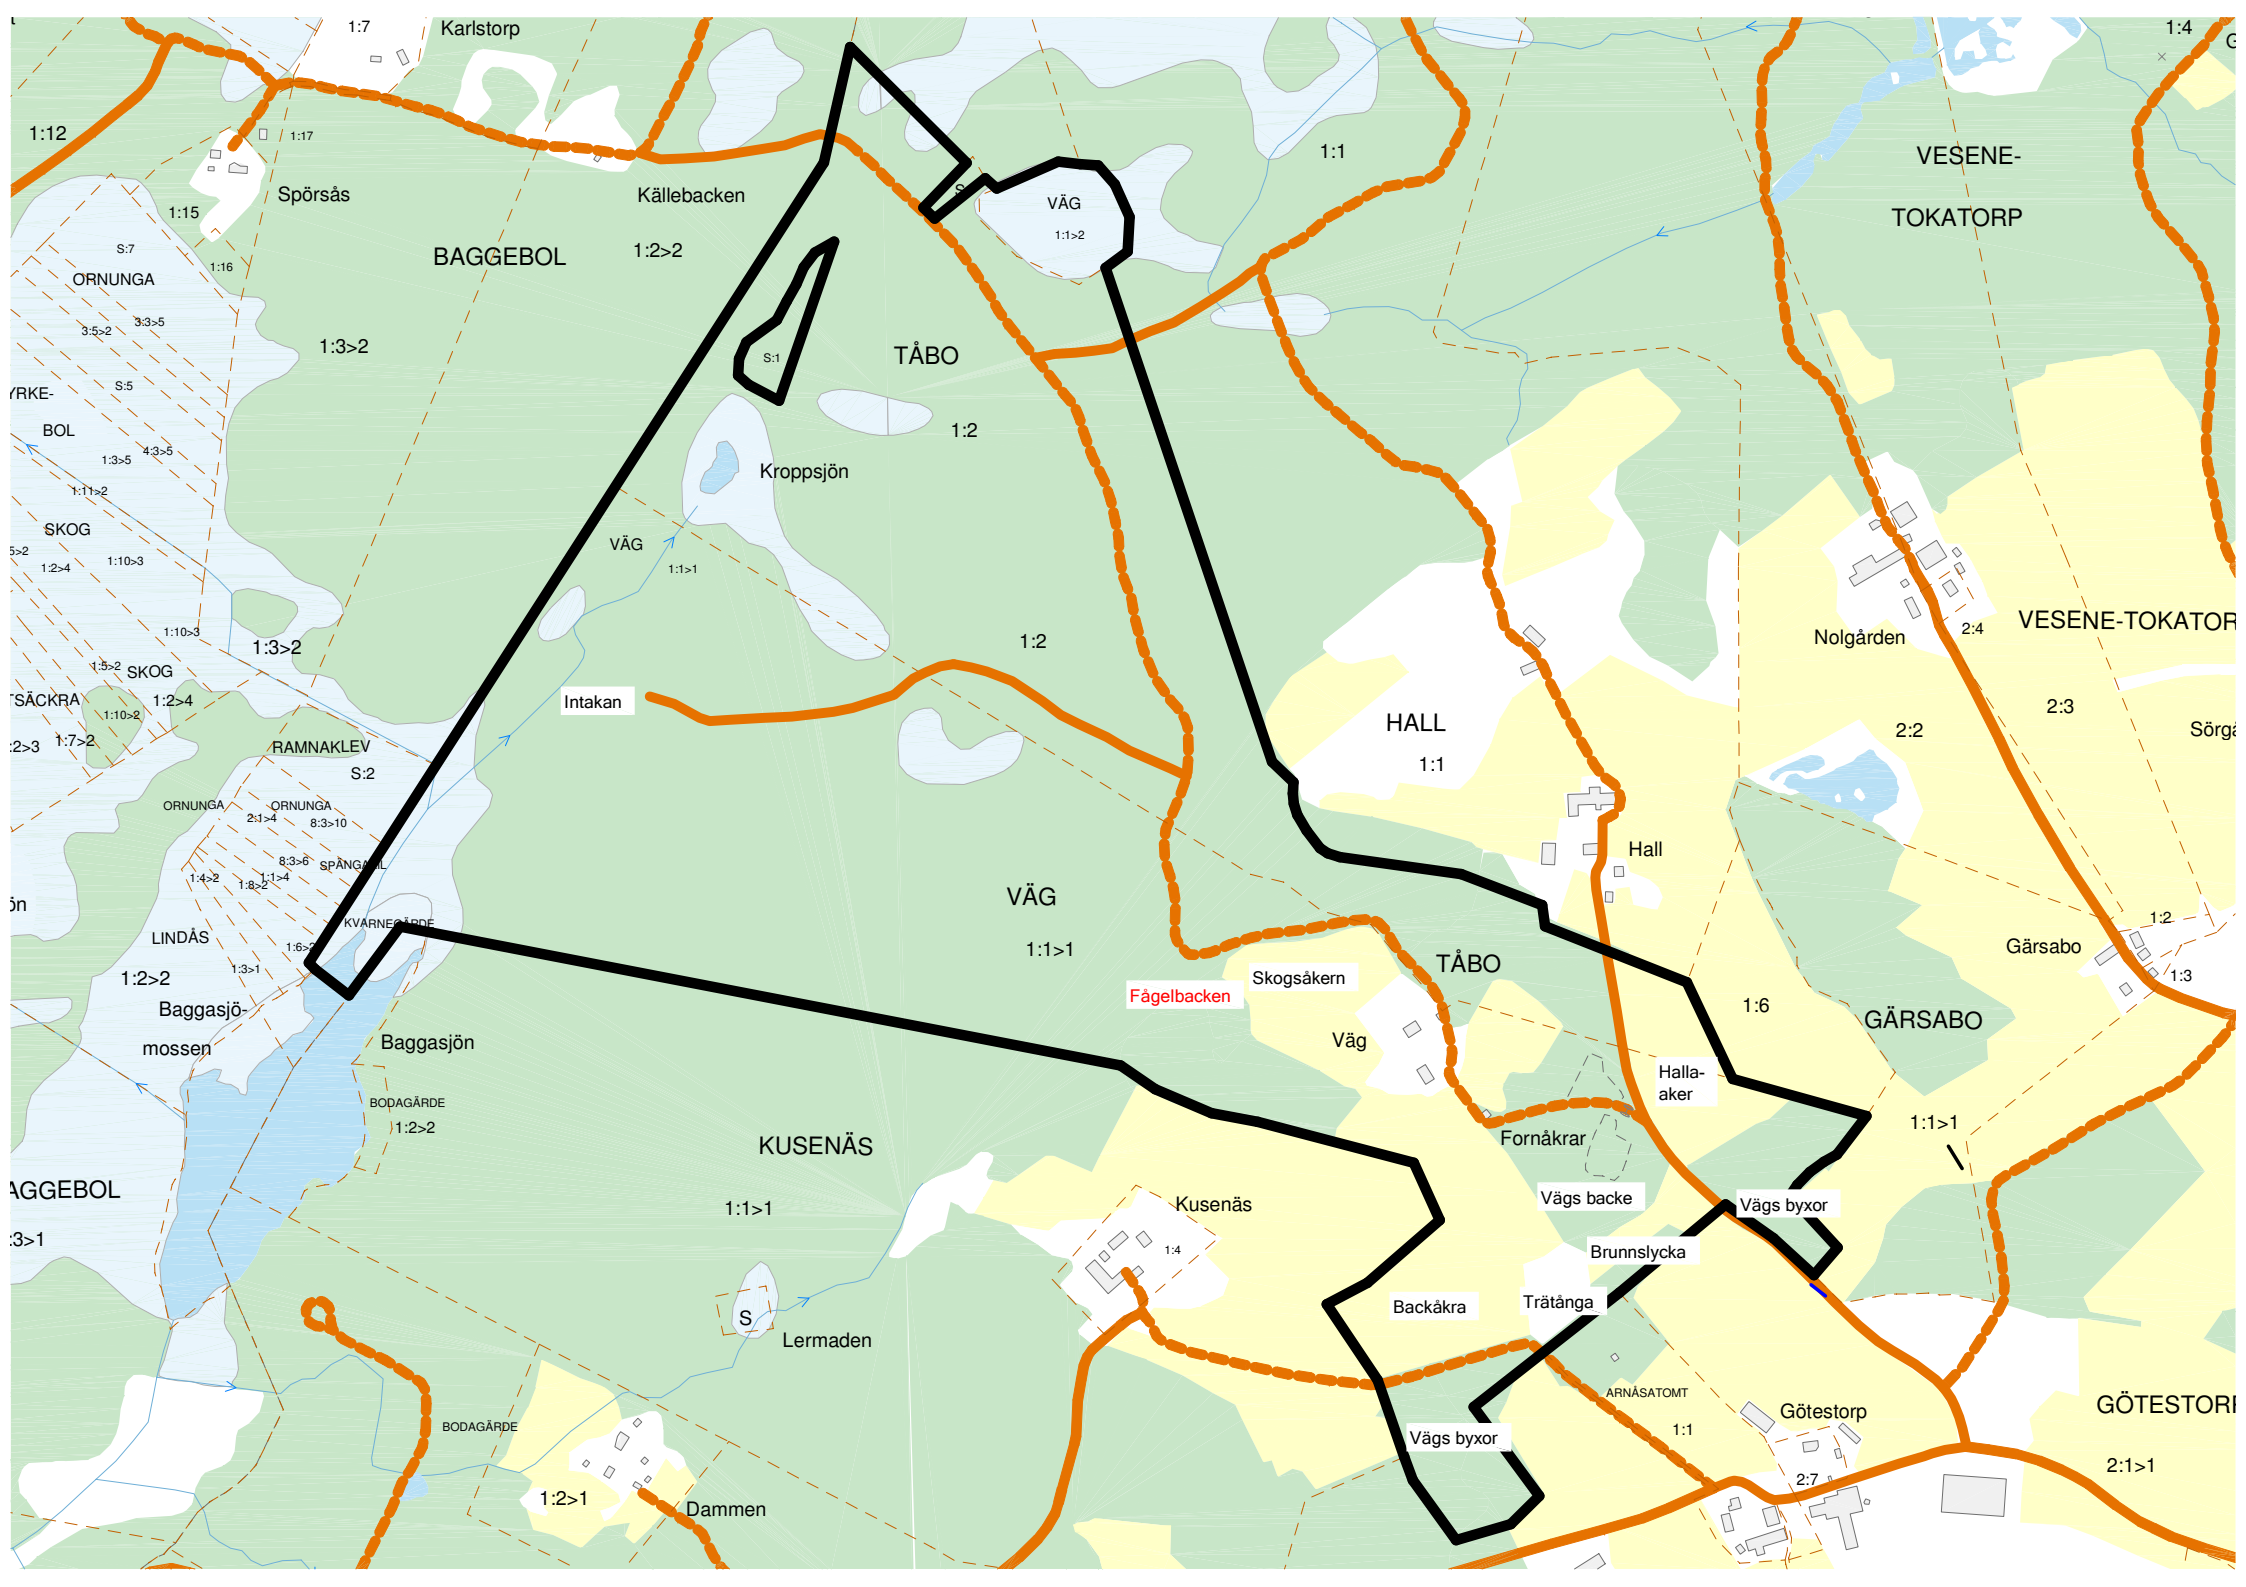 1:7
Karlstorp
1:4
1:12
1:17
1:1
VESENE-
TOKATORP
Spörsås
Källebacken
1:15
VÄG
1:1>2
S:7
ORNUNGA
1:16
BAGGEBOL
1:2>2
3:5>2
3:3>5
1:3>2
S:1
TÅBO
S:5
YRKE-
BOL
1:3>5
4:3>5
1:2
Kroppsjön
1:11>2
SKOG
VÄG
1:1>1
5>2
1:2>4
1:10>3
1:10>3
1:3>2
1:2
Nolgården
2:4
VESENE-TOKATOR
1:5>2
SKOG
1:2>4
TSÄCKRA
1:10>2
Intakan
HALL
1:1
2:2
2:3
Sörgå
:2>3
1:7>2
RAMNAKLEV
S:2
ORNUNGA
2:1>4
ORNUNGA
8:3>10
8:3>6
1:4>2
1:8>2
1:1>4
Hall
VÄG
1:1>1
KVARNEGÄRDE
ön
LINDÅS
1:2>2
1:3>1
TÅBO
Skogsåkern
Fågelbacken
Gärsabo
1:2
1:3
Baggasjö-
mossen
Baggasjön
Väg
1:6
GÄRSABO
Halla-
aker
BODAGÄRDE
1:2>2
1:1>1
KUSENÄS
Fornåkrar
AGGEBOL
:3>1
1:1>1
Kusenäs
1:4
Vägs backe
Vägs byxor
Brunnslycka
Backåkra
Trätånga
S
Lermaden
ARNÅSATOMT
1:1
Götestorp
GÖTESTORP
BODAGÄRDE
Vägs byxor
2:7
2:1>1
1:2>1
Dammen